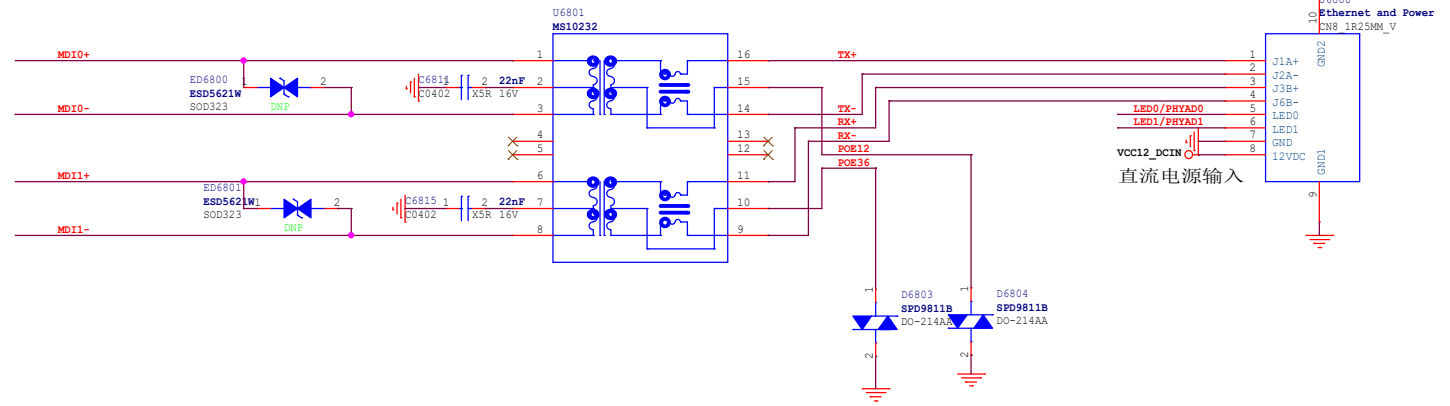 U6801
MS10232
U6800
Ethernet and Power
CN8_1R25MM_V
10
GND2
MDI0+
1
16
TX+
1
J1A+
ED6800
ESD5621W
SOD323
DNP
1
2
C6811
C0402
1
2
22nF
X5R 16V
2
15
2
J2A-
3
J3B+
MDI0-
3
14
TX-
4
J6B-
RX+
LED0/PHYAD0
5
LED0
4
13
RX-
LED1/PHYAD1
6
LED1
5
12
POE12
7
GND
POE36
VCC12_DCIN
8
12VDC
GND1
直流电源输入
9
MDI1+
6
11
ED6801
ESD5621W
SOD323
DNP
1
2
C6815
C0402
1
2
22nF
X5R 16V
7
10
MDI1-
8
9
1
D6803
SPD9811B
DO-214AA
2
1
D6804
SPD9811B
DO-214AA
2